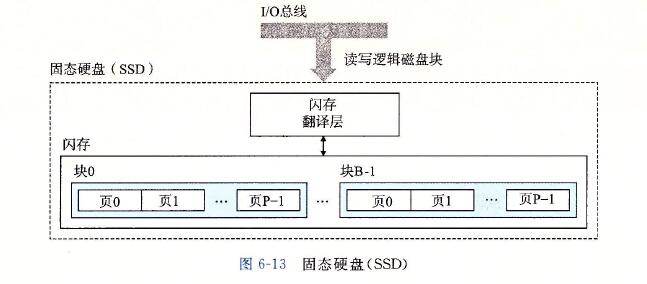 I/O总线
读写逻辑磁盘块
固态硬盘(SSD)
闪存
翻译层
闪存
块0
块B-1
页0 页1 … 页P-1 … 页0 页1 … 页P-1
图 6-13 固态硬盘(SSD)